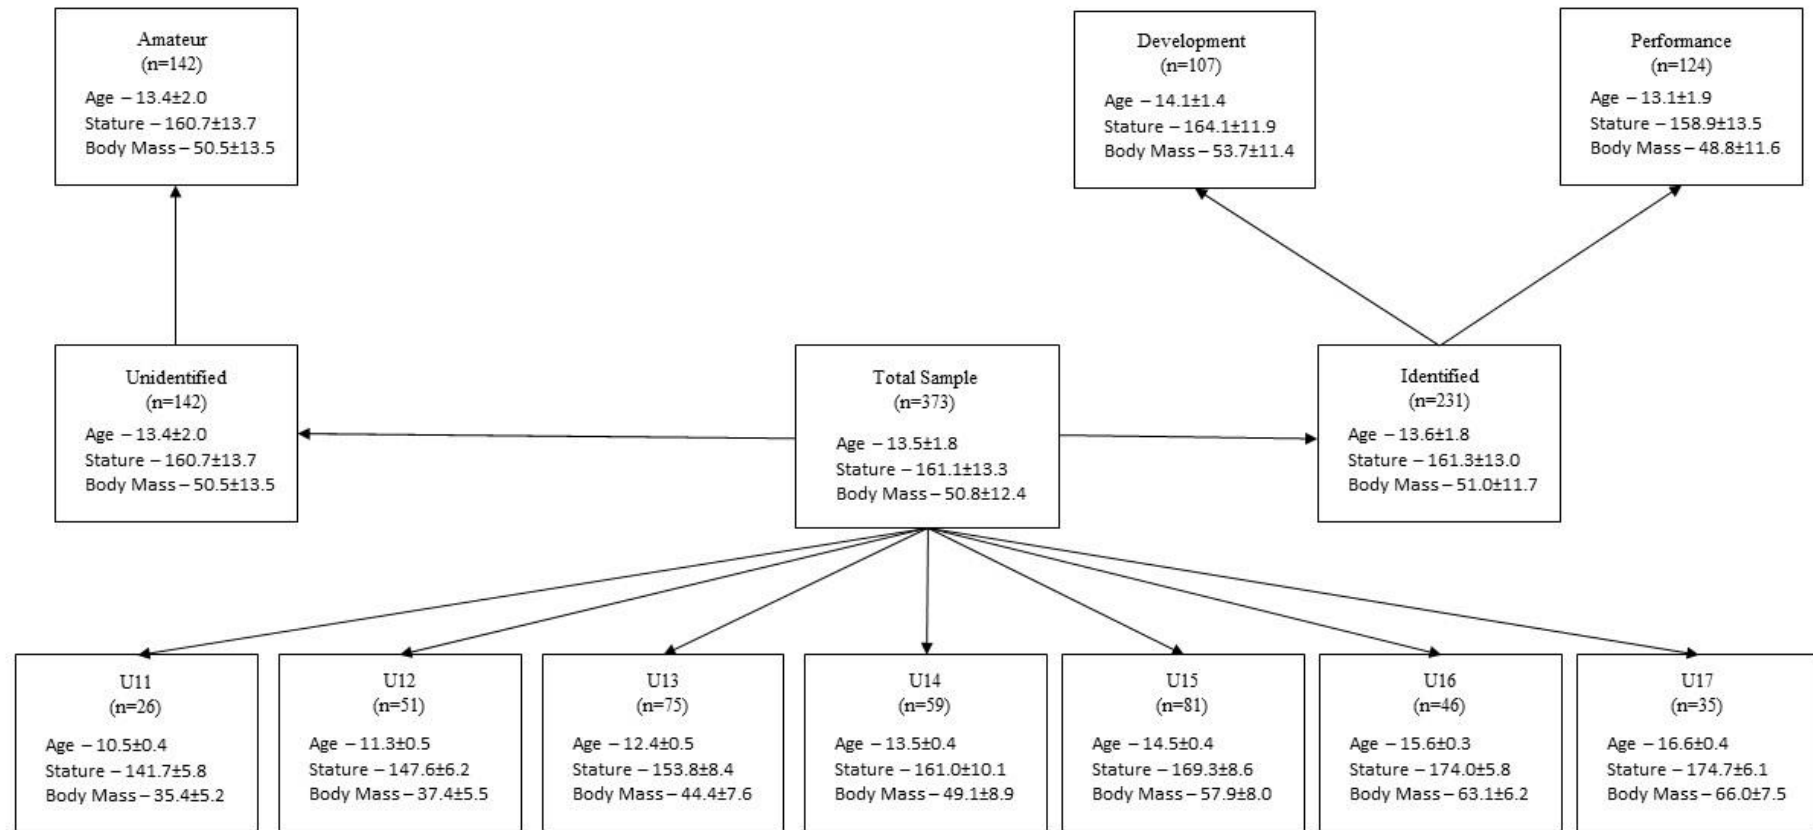 Amateur
(n=142)
Age – 13.4±2.0
Stature – 160.7±13.7
Body Mass – 50.5±13.5
Development
(n=107)
Age – 14.1±1.4
Stature – 164.1±11.9
Body Mass – 53.7±11.4
Performance
(n=124)
Age – 13.1±1.9
Stature – 158.9±13.5
Body Mass – 48.8±11.6
Unidentified
(n=142)
Age – 13.4±2.0
Stature – 160.7±13.7
Body Mass – 50.5±13.5
Total Sample
(n=373)
Age – 13.5±1.8
Stature – 161.1±13.3
Body Mass – 50.8±12.4
Identified
(n=231)
Age – 13.6±1.8
Stature – 161.3±13.0
Body Mass – 51.0±11.7
U11
(n=26)
Age – 10.5±0.4
Stature – 141.7±5.8
Body Mass – 35.4±5.2
U12
(n=51)
Age – 11.3±0.5
Stature – 147.6±6.2
Body Mass – 37.4±5.5
U13
(n=75)
Age – 12.4±0.5
Stature – 153.8±8.4
Body Mass – 44.4±7.6
U14
(n=59)
Age – 13.5±0.4
Stature – 161.0±10.1
Body Mass – 49.1±8.9
U15
(n=81)
Age – 14.5±0.4
Stature – 169.3±8.6
Body Mass – 57.9±8.0
U16
(n=46)
Age – 15.6±0.3
Stature – 174.0±5.8
Body Mass – 63.1±6.2
U17
(n=35)
Age – 16.6±0.4
Stature – 174.7±6.1
Body Mass – 66.0±7.5